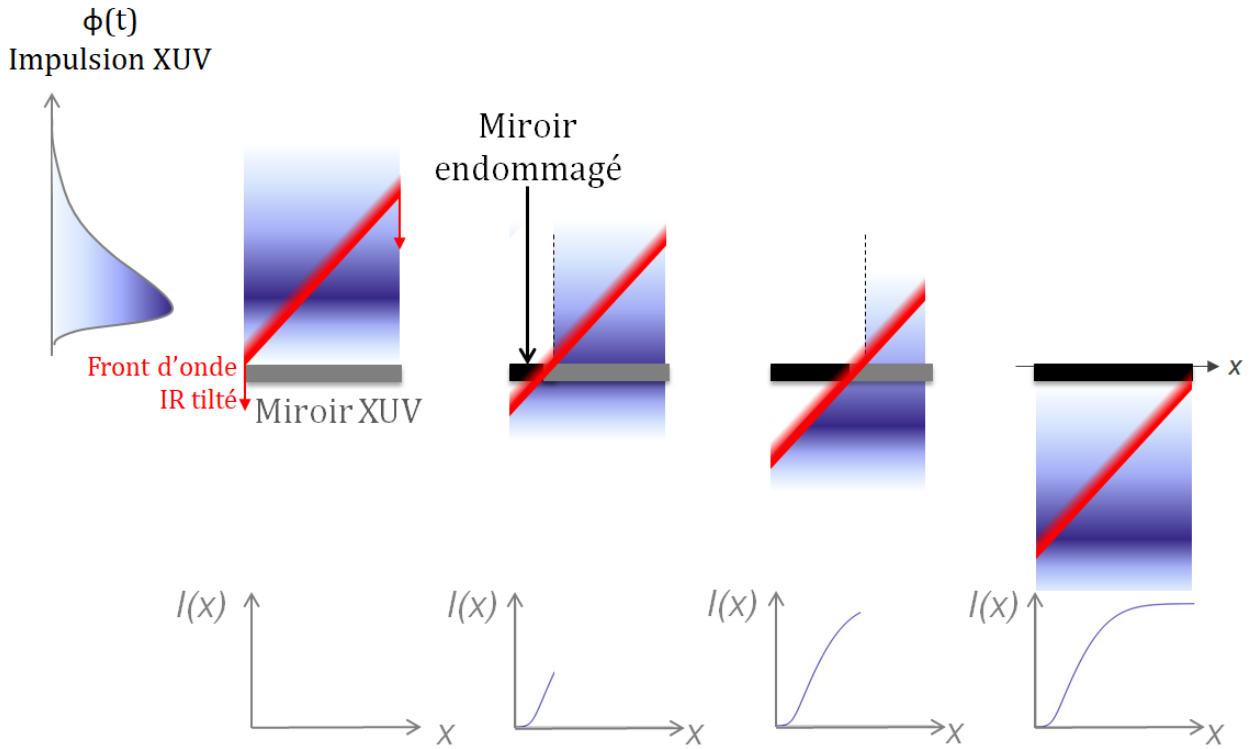 ϕ(t)
Impulsion XUV
Miroir
endommagé
Front d'onde
IR tilté
Miroir XUV
x
I(x)
x
I(x)
x
I(x)
x
I(x)
x